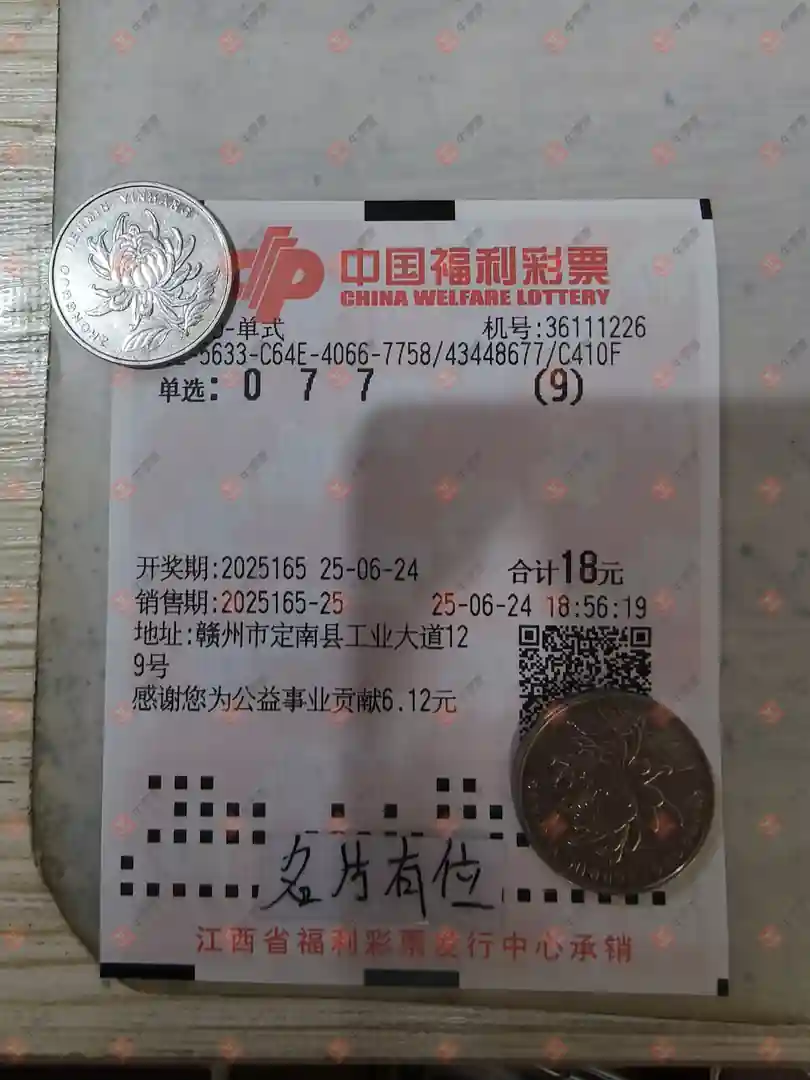 ZHONGGUO RENMIN YINHANG
中国福利彩票
CHINA WELFARE LOTTERY
-单式 机号:36111226
-5633-C64E-4066-7758/43448677/C410F
单选: 0 7 7 (9)
开奖期:2025165 25-06-24 合计18元
销售期:2025165-25 25-06-24 18:56:19
地址:赣州市定南县工业大道12
9号
感谢您为公益事业贡献6.12元
名片有位
江西省福利彩票发行中心承销